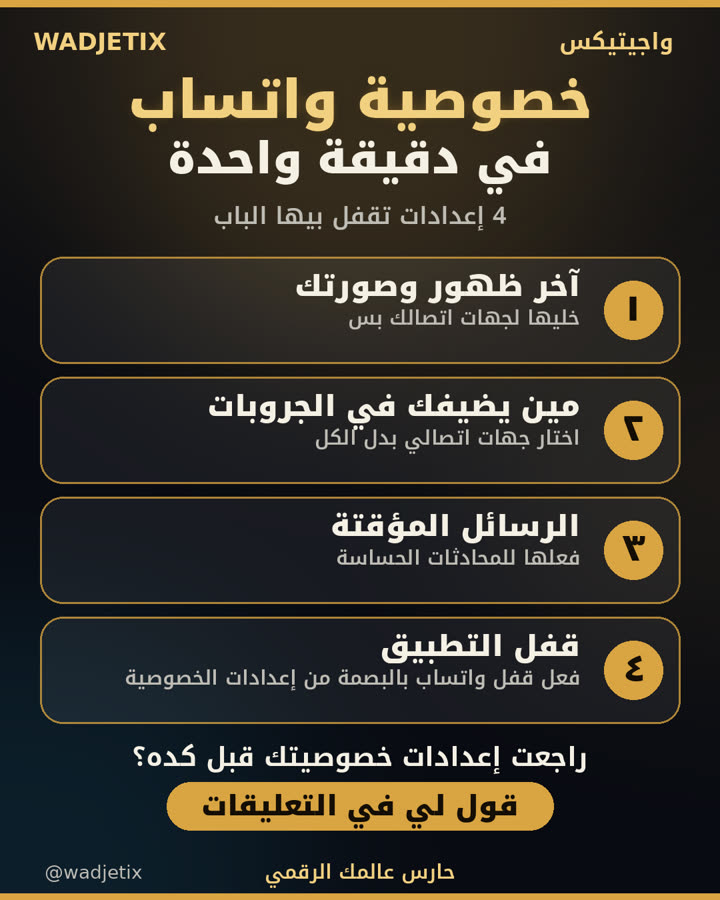 واجيتيكس
WADJETIX
خصوصية واتساب
في دقيقة واحدة
4 إعدادات تقفل بيها الباب
١
آخر ظهور وصورتك
خليها لجهات اتصالك بس
٢
مين يضيفك في الجروبات
اختار جهات اتصالي بدل الكل
٣
الرسائل المؤقتة
فعلها للمحادثات الحساسة
٤
قفل التطبيق
فعل قفل واتساب بالبصمة من إعدادات الخصوصية
راجعت إعدادات خصوصيتك قبل كده؟
قول لي في التعليقات
حارس عالمك الرقمي
@wadjetix